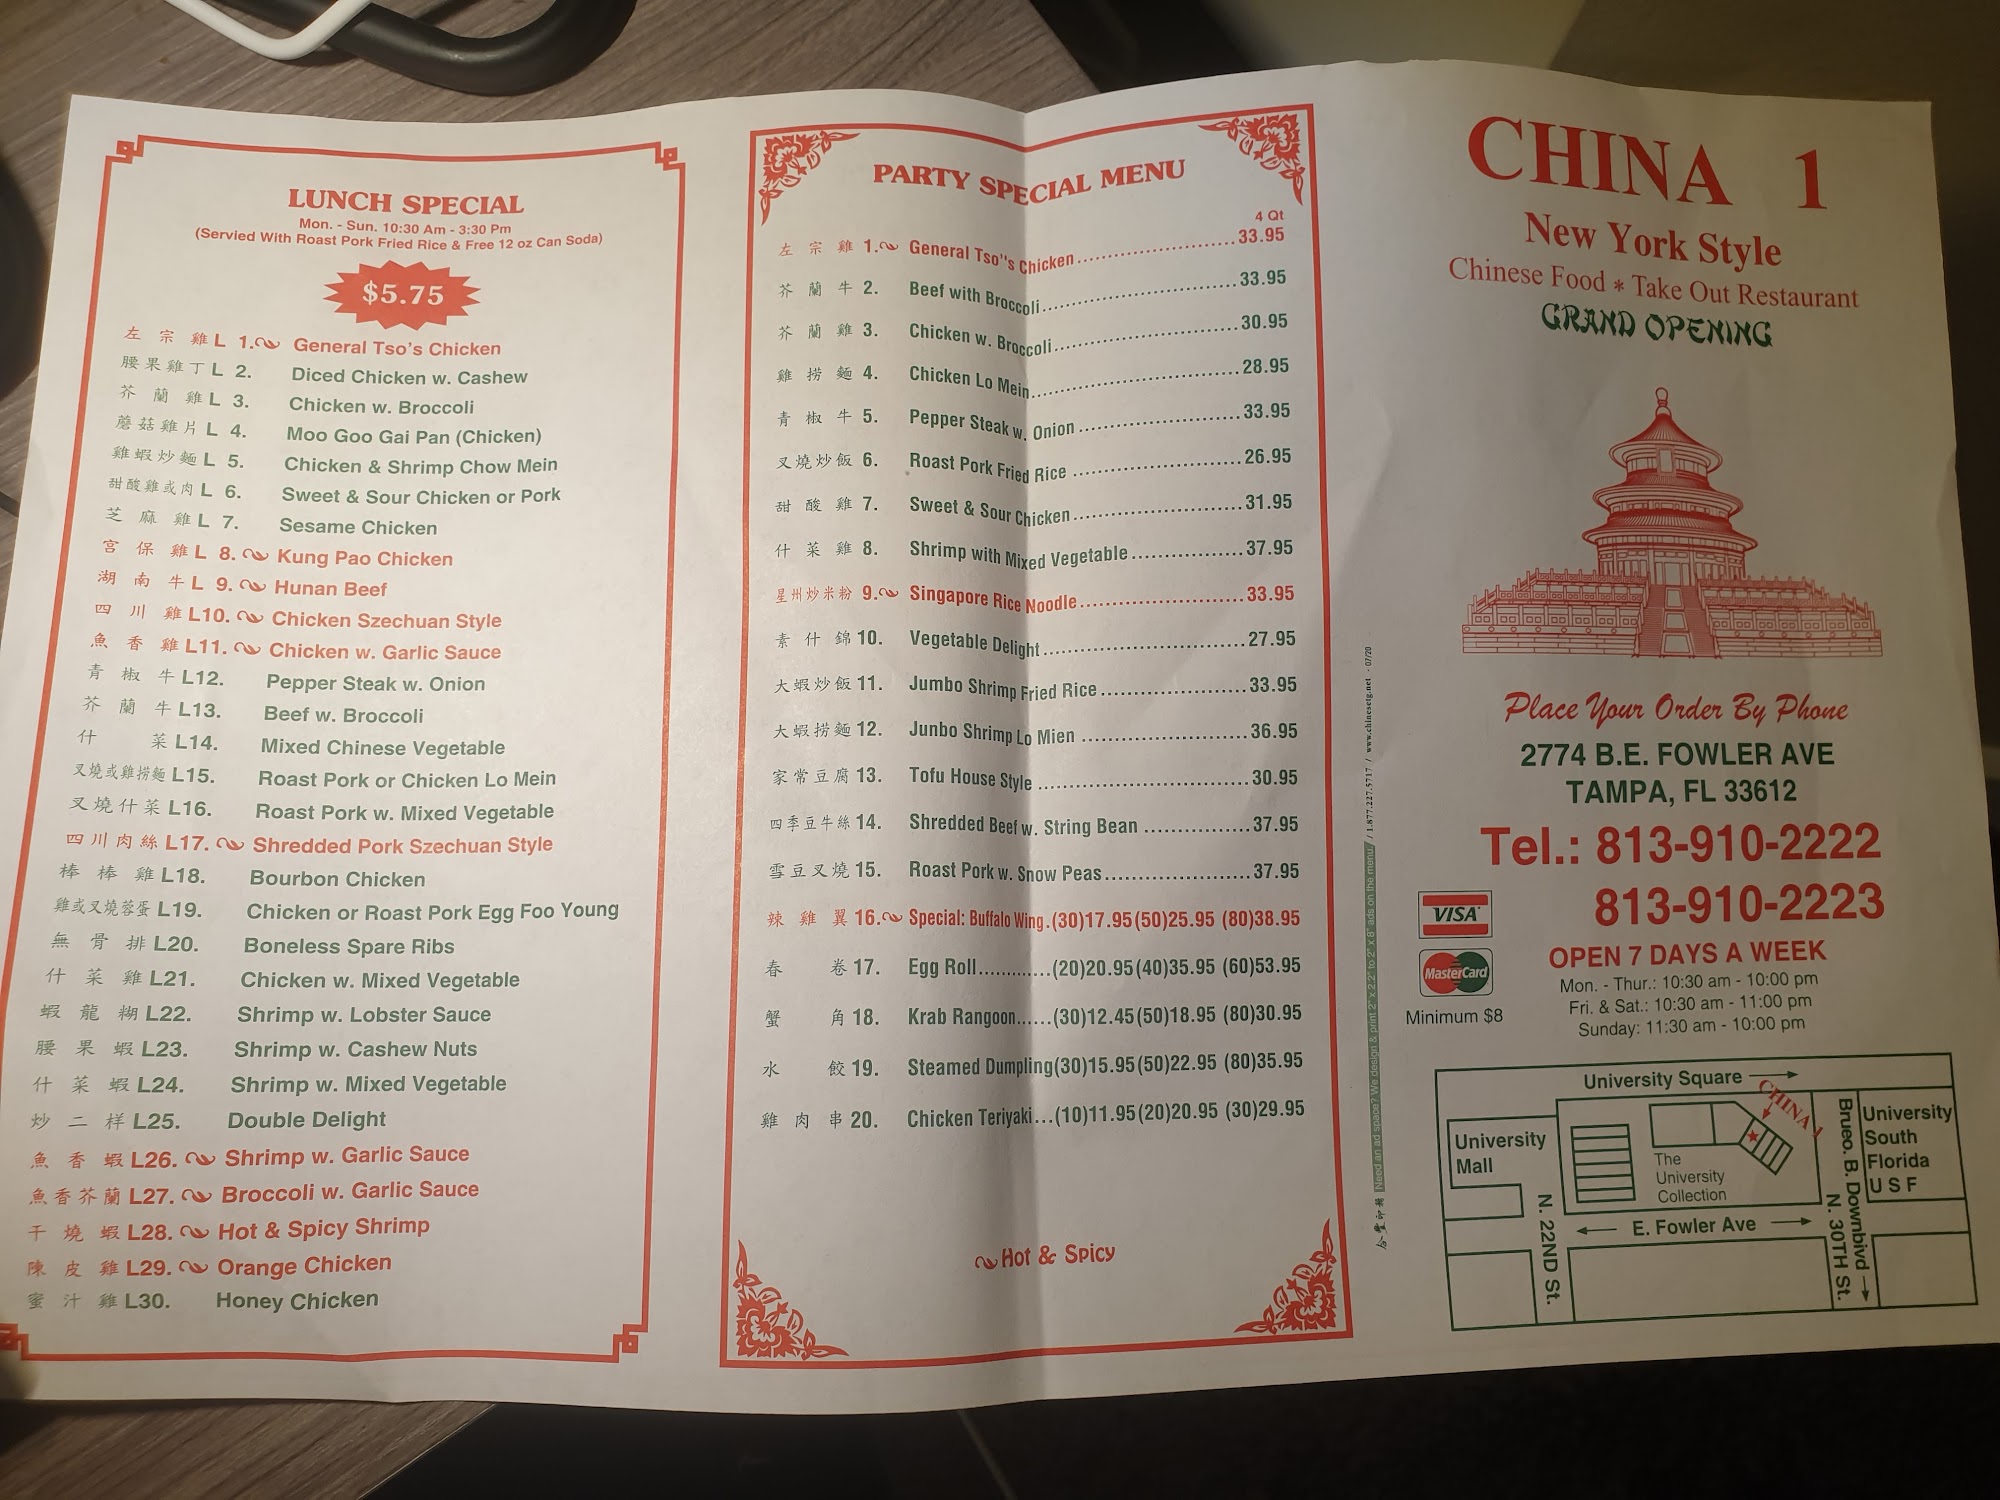 LUNCH SPECIAL
Mon. - Sun. 10:30 Am - 3:30 Pm
(Servied With Roast Pork Fried Rice & Free 12 oz Can Soda)
$5.75
左宗雞 L 1. General Tso's Chicken
腰果雞丁 L 2. Diced Chicken w. Cashew
芥蘭雞 L 3. Chicken w. Broccoli
蘑菇雞片 L 4. Moo Goo Gai Pan (Chicken)
雞蝦炒麵 L 5. Chicken & Shrimp Chow Mein
甜酸雞或肉 L 6. Sweet & Sour Chicken or Pork
芝麻雞 L 7. Sesame Chicken
宮保雞 L 8. Kung Pao Chicken
湖南牛 L 9. Hunan Beef
四川雞 L10. Chicken Szechuan Style
魚香雞 L11. Chicken w. Garlic Sauce
青椒牛 L12. Pepper Steak w. Onion
芥蘭牛 L13. Beef w. Broccoli
什菜 L14. Mixed Chinese Vegetable
叉燒或雞撈麵 L15. Roast Pork or Chicken Lo Mein
叉燒什菜 L16. Roast Pork w. Mixed Vegetable
四川肉絲 L17. Shredded Pork Szechuan Style
棒棒雞 L18. Bourbon Chicken
雞或叉燒蓉蛋 L19. Chicken or Roast Pork Egg Foo Young
無骨排 L20. Boneless Spare Ribs
什菜雞 L21. Chicken w. Mixed Vegetable
蝦龍糊 L22. Shrimp w. Lobster Sauce
腰果蝦 L23. Shrimp w. Cashew Nuts
什菜蝦 L24. Shrimp w. Mixed Vegetable
炒二样 L25. Double Delight
魚香蝦 L26. Shrimp w. Garlic Sauce
魚香芥蘭 L27. Broccoli w. Garlic Sauce
干燒蝦 L28. Hot & Spicy Shrimp
陳皮雞 L29. Orange Chicken
蜜汁雞 L30. Honey Chicken
PARTY SPECIAL MENU
4 Qt
左宗雞 1. General Tso''s Chicken 33.95
芥蘭牛 2. Beef with Broccoli 33.95
芥蘭雞 3. Chicken w. Broccoli 30.95
雞撈麵 4. Chicken Lo Mein 28.95
青椒牛 5. Pepper Steak w. Onion 33.95
叉燒炒飯 6. Roast Pork Fried Rice 26.95
甜酸雞 7. Sweet & Sour Chicken 31.95
什菜雞 8. Shrimp with Mixed Vegetable 37.95
星州炒米粉 9. Singapore Rice Noodle 33.95
素什錦 10. Vegetable Delight 27.95
大蝦炒飯 11. Jumbo Shrimp Fried Rice 33.95
大蝦撈麵 12. Junbo Shrimp Lo Mien 36.95
家常豆腐 13. Tofu House Style 30.95
四季豆牛絲 14. Shredded Beef w. String Bean 37.95
雪豆叉燒 15. Roast Pork w. Snow Peas 37.95
辣雞翼 16. Special: Buffalo Wing. (30)17.95 (50)25.95 (80)38.95
春卷 17. Egg Roll (20)20.95 (40)35.95 (60)53.95
蟹角 18. Krab Rangoon (30)12.45 (50)18.95 (80)30.95
水餃 19. Steamed Dumpling (30)15.95 (50)22.95 (80)35.95
雞肉串 20. Chicken Teriyaki (10)11.95 (20)20.95 (30)29.95
Hot & Spicy
Need an ad space? We design & print 2" x 2.2" to 2" x 8" ads on the menu / 1.877.227.5717 / www.chinesetg.net - 07/20
CHINA 1
New York Style
Chinese Food * Take Out Restaurant
GRAND OPENING
Place Your Order By Phone
2774 B.E. FOWLER AVE
TAMPA, FL 33612
Tel.: 813-910-2222
813-910-2223
VISA
MasterCard
Minimum $8
OPEN 7 DAYS A WEEK
Mon. - Thur.: 10:30 am - 10:00 pm
Fri. & Sat.: 10:30 am - 11:00 pm
Sunday: 11:30 am - 10:00 pm
University Square
CHINA 1
University Mall
The University Collection
University South Florida USF
Brueo. B. Downblvd
N. 30TH St.
N. 22ND St.
E. Fowler Ave